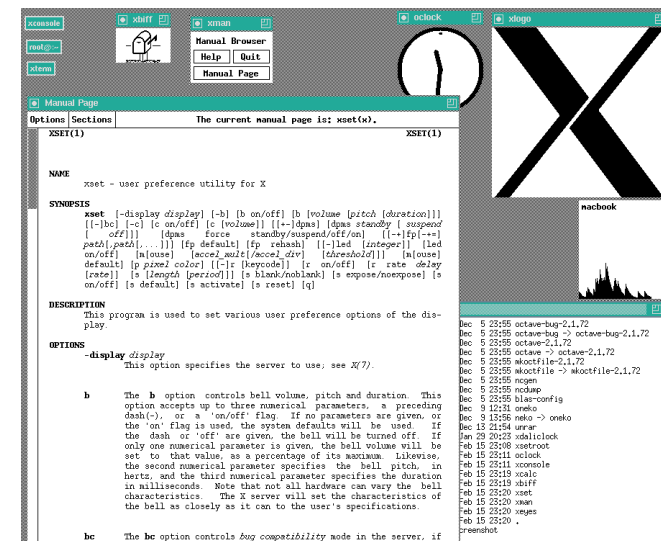 xconsole
root@:~
xterm
xbiff
xman
Manual Browser
Help
Quit
Manual Page
oclock
xlogo
Manual Page
Options
Sections
The current manual page is: xset(x).
XSET(1) XSET(1)
NAME
xset - user preference utility for X
SYNOPSIS
xset [-display display] [-b] [b on/off] [b [volume [pitch [duration]]]
[[-]bc] [-c] [c on/off] [c [volume]] [[+-]dpms] [dpms standby [ suspend
[ off]]] [dpms force standby/suspend/off/on] [[-+]fp[-+=]
path[,path[,...]]] [fp default] [fp rehash] [[-]led [integer]] [led
on/off] [m[ouse] [accel_mult[/accel_div] [threshold]]] [m[ouse]
default] [p pixel color] [[-]r [keycode]] [r on/off] [r rate delay
[rate]] [s [length [period]]] [s blank/noblank] [s expose/noexpose] [s
on/off] [s default] [s activate] [s reset] [q]
DESCRIPTION
This program is used to set various user preference options of the dis-
play.
OPTIONS
-display display
This option specifies the server to use; see X(7).
b The b option controls bell volume, pitch and duration. This
option accepts up to three numerical parameters, a preceding
dash(-), or a 'on/off' flag. If no parameters are given, or
the 'on' flag is used, the system defaults will be used. If
the dash or 'off' are given, the bell will be turned off. If
only one numerical parameter is given, the bell volume will be
set to that value, as a percentage of its maximum. Likewise,
the second numerical parameter specifies the bell pitch, in
hertz, and the third numerical parameter specifies the duration
in milliseconds. Note that not all hardware can vary the bell
characteristics. The X server will set the characteristics of
the bell as closely as it can to the user's specifications.
bc The bc option controls bug compatibility mode in the server, if
macbook
Dec 5 23:55 octave-bug-2.1.72
Dec 5 23:55 octave-bug -> octave-bug-2.1.72
Dec 5 23:55 octave-2.1.72
Dec 5 23:55 octave -> octave-2.1.72
Dec 5 23:55 mkoctfile-2.1.72
Dec 5 23:55 mkoctfile -> mkoctfile-2.1.72
Dec 5 23:55 ncgen
Dec 5 23:55 ncdump
Dec 5 23:55 blas-config
Dec 9 12:31 oneko
Dec 9 13:56 neko -> oneko
Dec 13 21:54 unrar
Jan 29 20:23 xdaliclock
Feb 15 23:08 xsetroot
Feb 15 23:11 oclock
Feb 15 23:11 xconsole
Feb 15 23:19 xcalc
Feb 15 23:19 xbiff
Feb 15 23:20 xset
Feb 15 23:20 xman
Feb 15 23:20 xeyes
Feb 15 23:20 .
creenshot